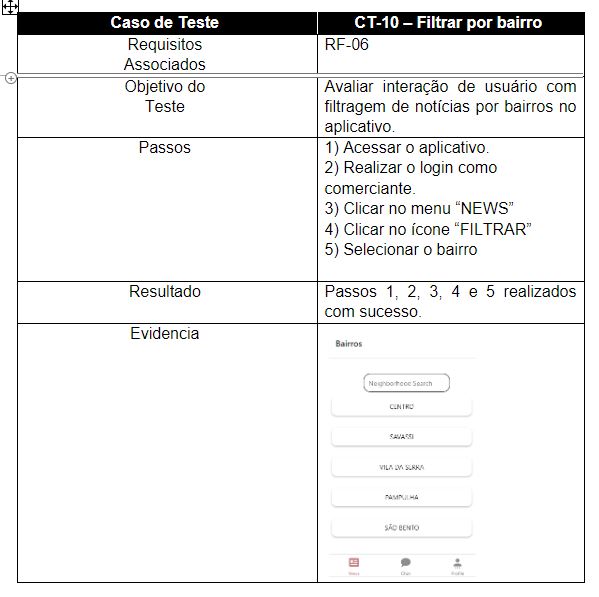 Caso de Teste
CT-10 – Filtrar por bairro
Requisitos
Associados
RF-06
Objetivo do
Teste
Avaliar interação de usuário com
filtragem de notícias por bairros no
aplicativo.
Passos
1) Acessar o aplicativo.
2) Realizar o login como
comerciante.
3) Clicar no menu “NEWS”
4) Clicar no ícone “FILTRAR”
5) Selecionar o bairro
Resultado
Passos 1, 2, 3, 4 e 5 realizados
com sucesso.
Evidencia
Bairros
Neighborhood Search
CENTRO
SAVASSI
VILA DA SERRA
PAMPULHA
SÃO BENTO
News
Chat
Profile